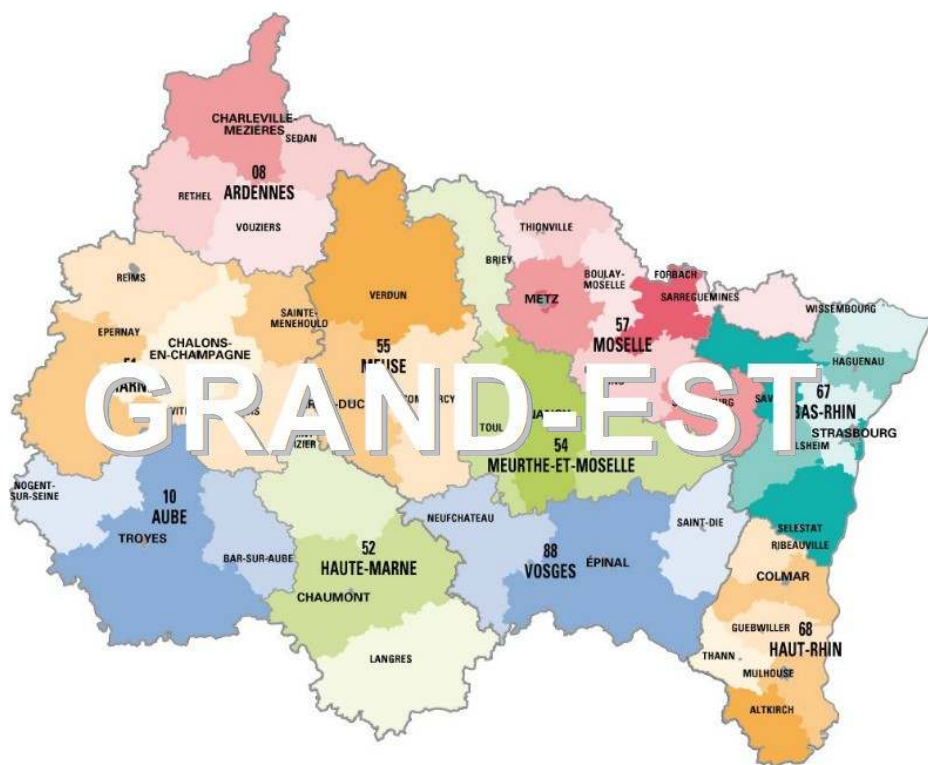 CHARLEVILLE-
MEZIÈRES
SEDAN
08
ARDENNES
RETHEL
VOUZIERS
THIONVILLE
BRIEY
BOULAY-
MOSELLE
FORBACH
SARREGUEMINES
METZ
57
MOSELLE
WISSEMBOURG
HAGUENAU
REIMS
VERDUN
SAINTE-
MENEHOULD
EPERNAY
CHALONS-
EN-CHAMPAGNE
55
MEUSE
GRAND-EST
TOUL
67
BAS-RHIN
STRASBOURG
54
MEURTHE-ET-MOSELLE
NOGENT-
SUR-SEINE
10
AUBE
TROYES
BAR-SUR-AUBE
NEUFCHATEAU
SAINT-DIE
SELESTAT
RIBEAUVILLE
52
HAUTE-MARNE
CHAUMONT
88
VOSGES
ÉPINAL
COLMAR
GUEBWILLER
68
HAUT-RHIN
LANGRES
THANN
MULHOUSE
ALTKIRCH